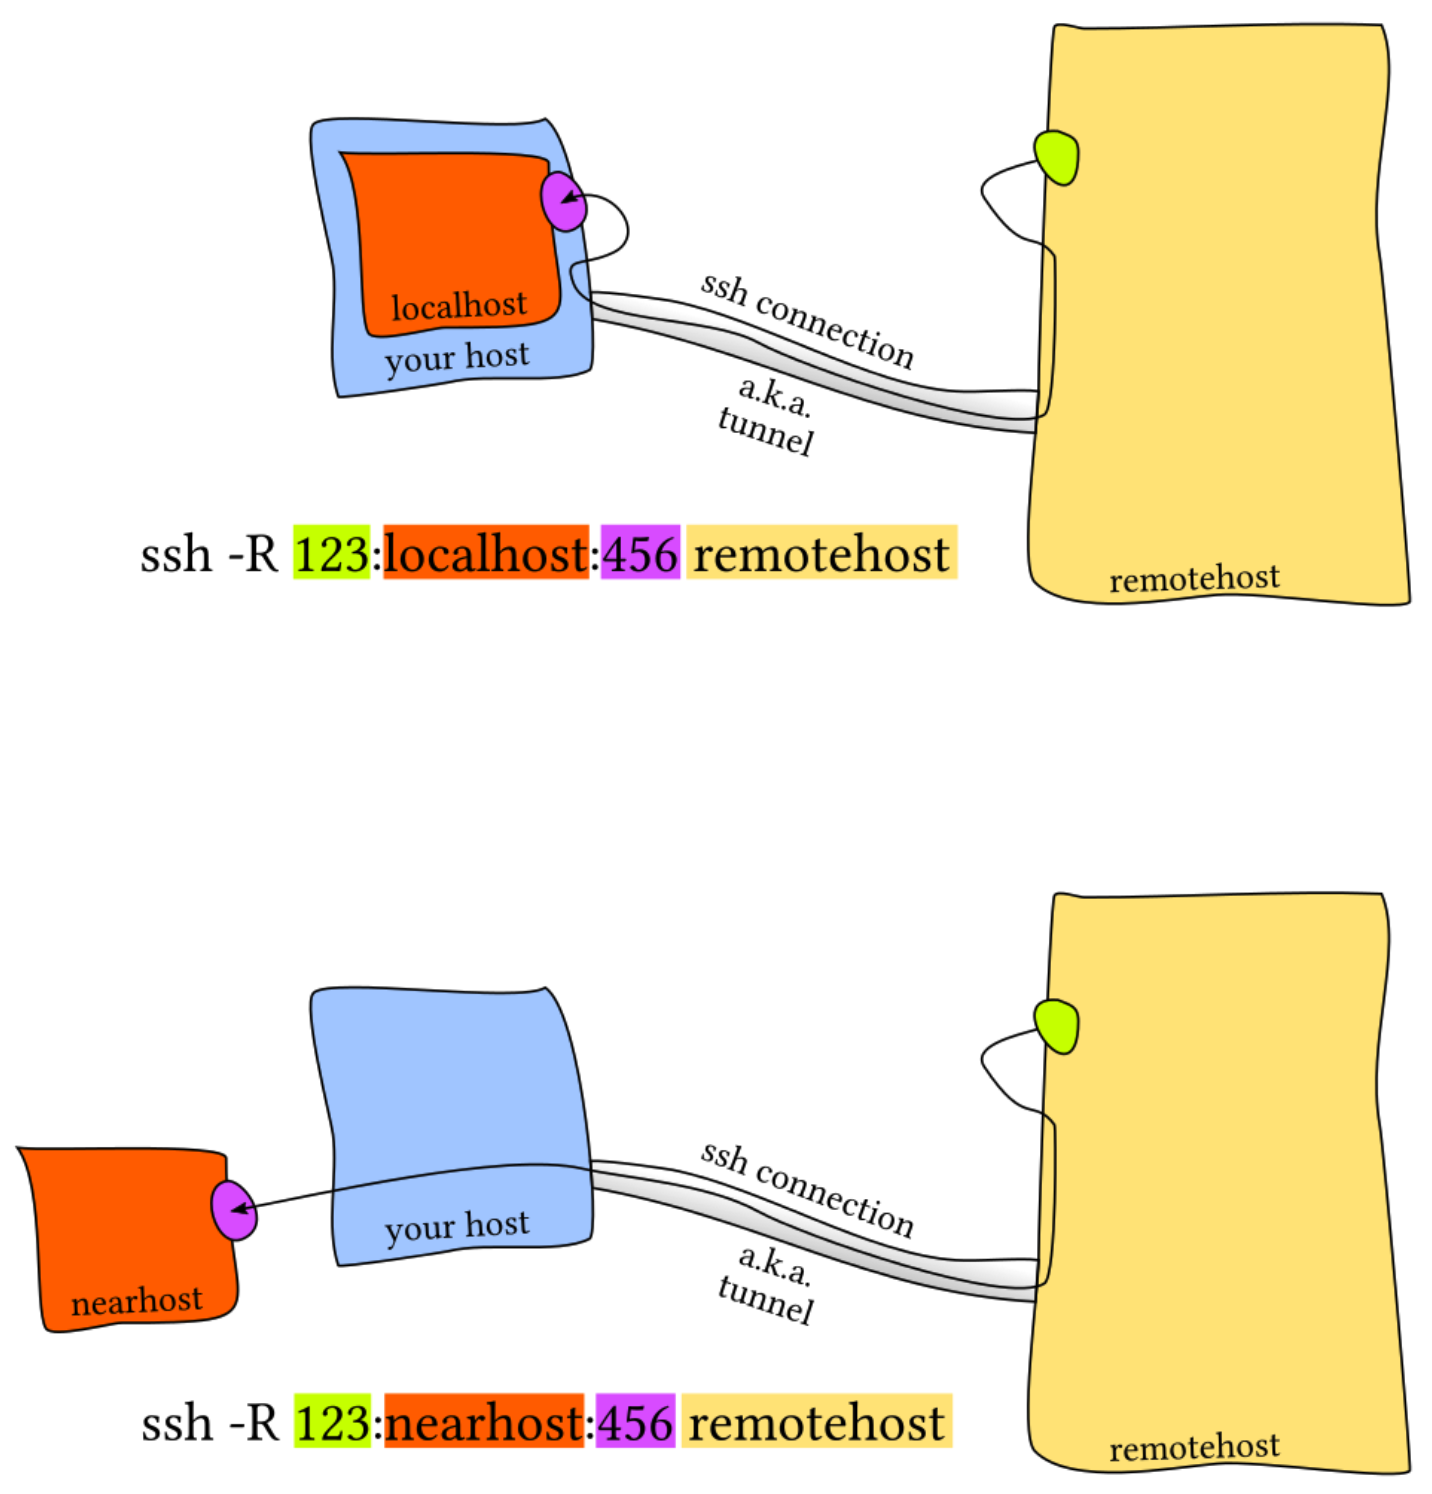 localhost
your host
ssh connection
a.k.a.
tunnel
ssh -R 123:localhost:456 remotehost
remotehost
nearhost
your host
ssh connection
a.k.a.
tunnel
ssh -R 123:nearhost:456 remotehost
remotehost